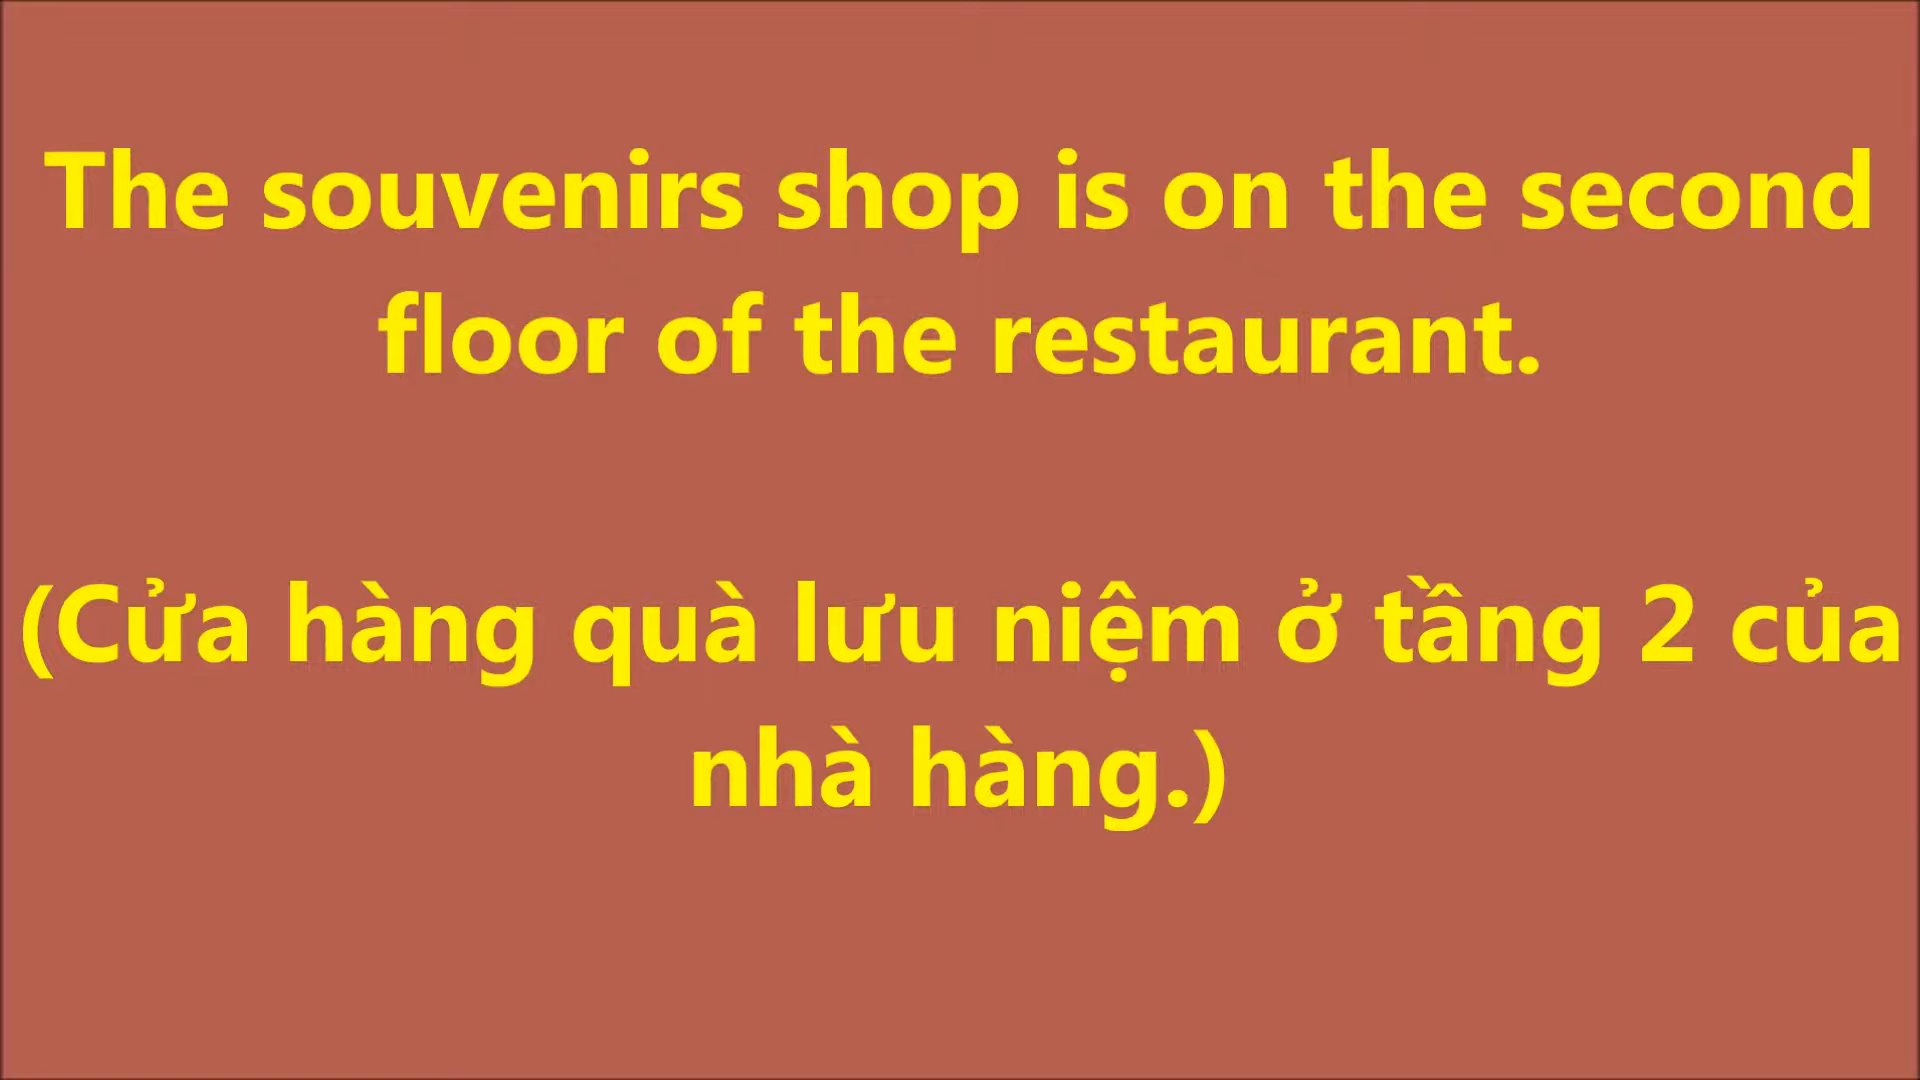 The souvenirs shop is on the second
floor of the restaurant.
(Cửa hàng quà lưu niệm ở tầng 2 của
nhà hàng.)